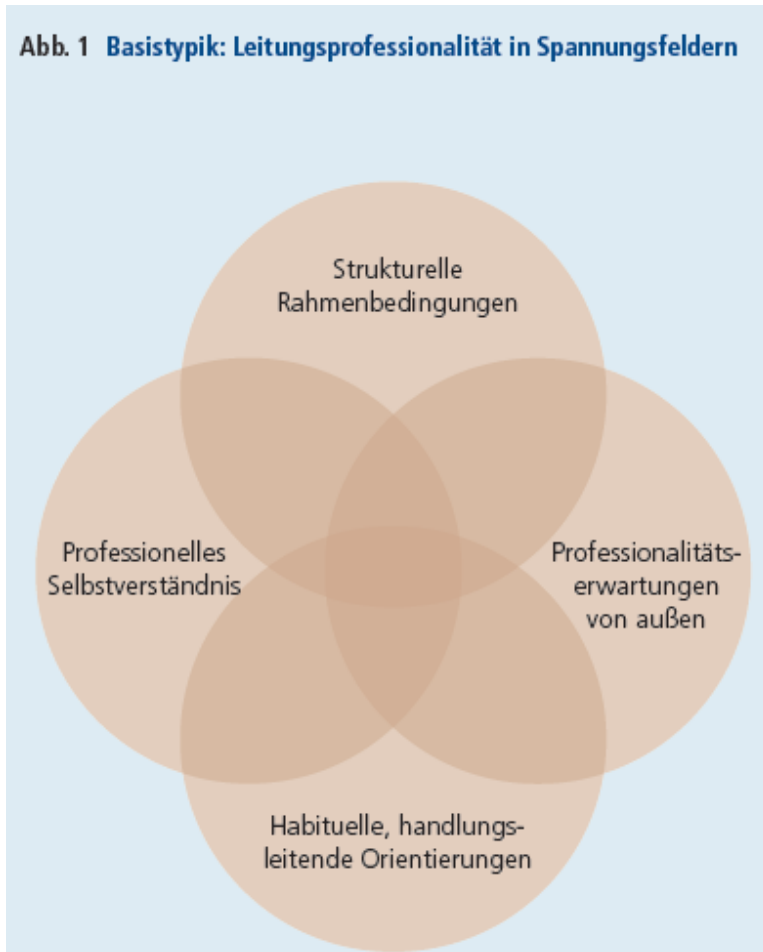 Abb. 1 Basistypik: Leitungsprofessionalität in Spannungsfeldern
Strukturelle
Rahmenbedingungen
Professionelles
Selbstverständnis
Professionalitäts-
erwartungen
von außen
Habituelle, handlungs-
leitende Orientierungen